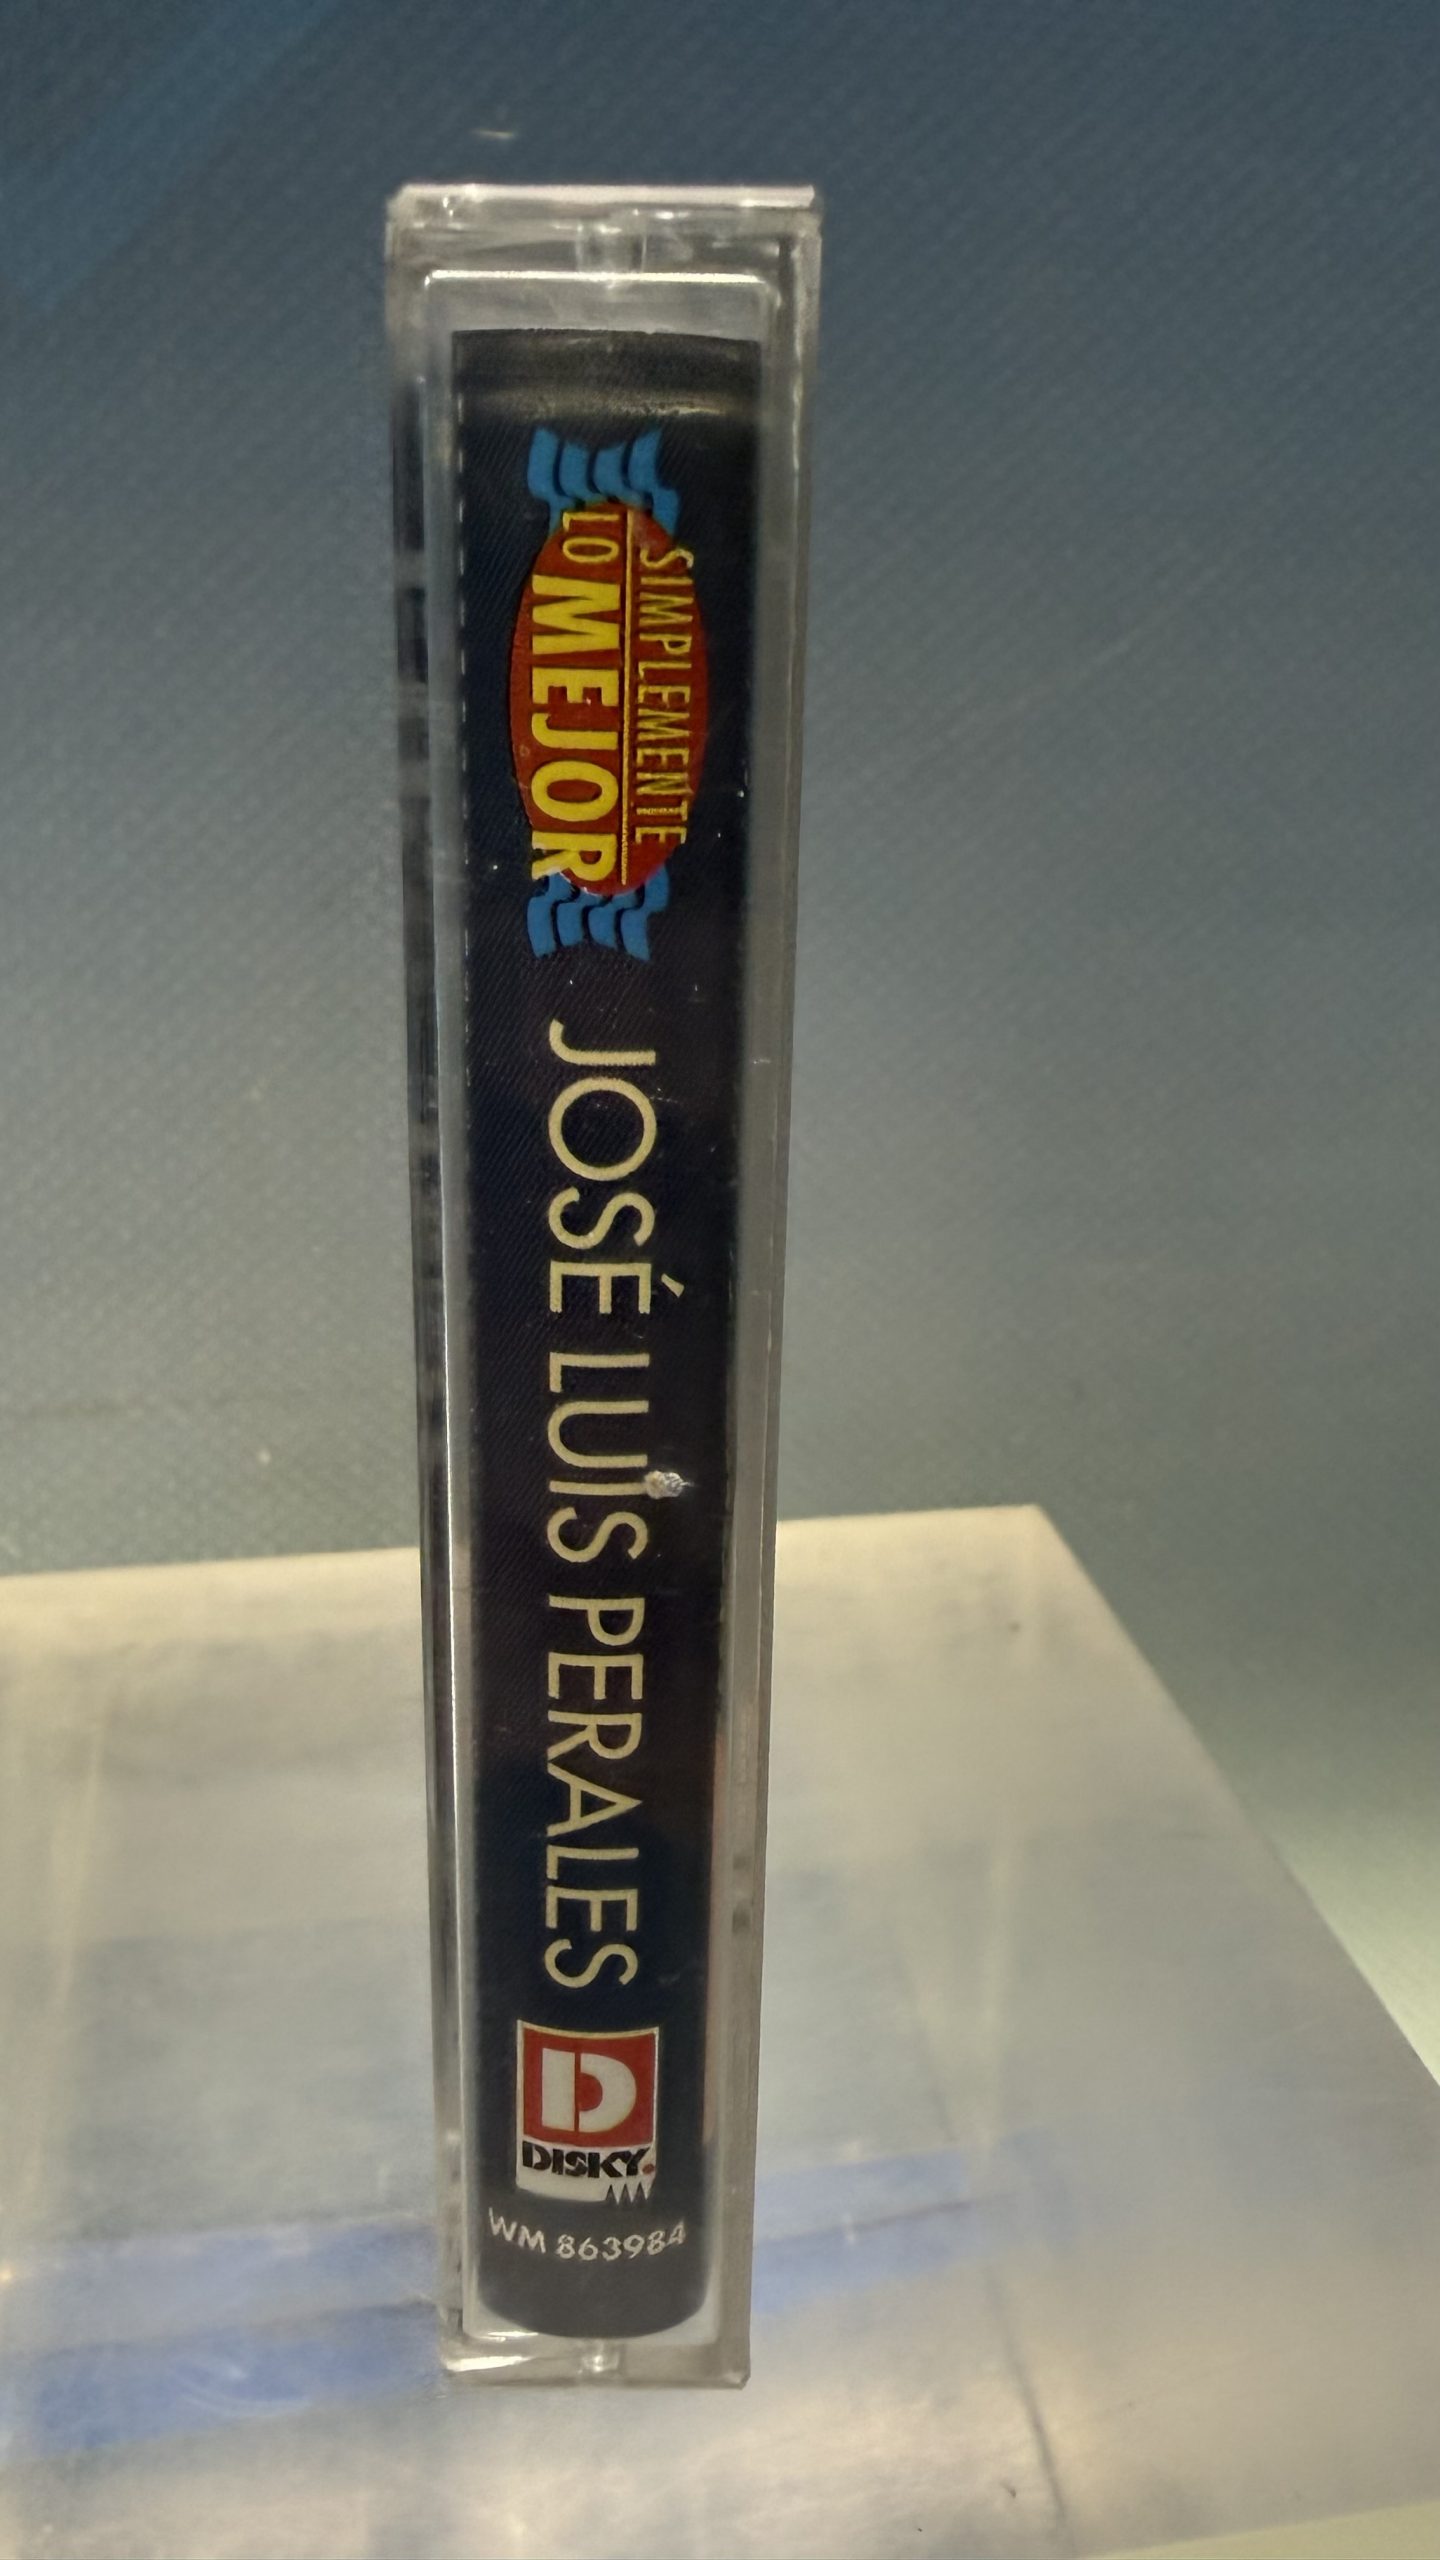 SIMPLEMENTE
LO MEJOR
JOSÉ LUIS PERALES
D
DISKY.
WM 863984